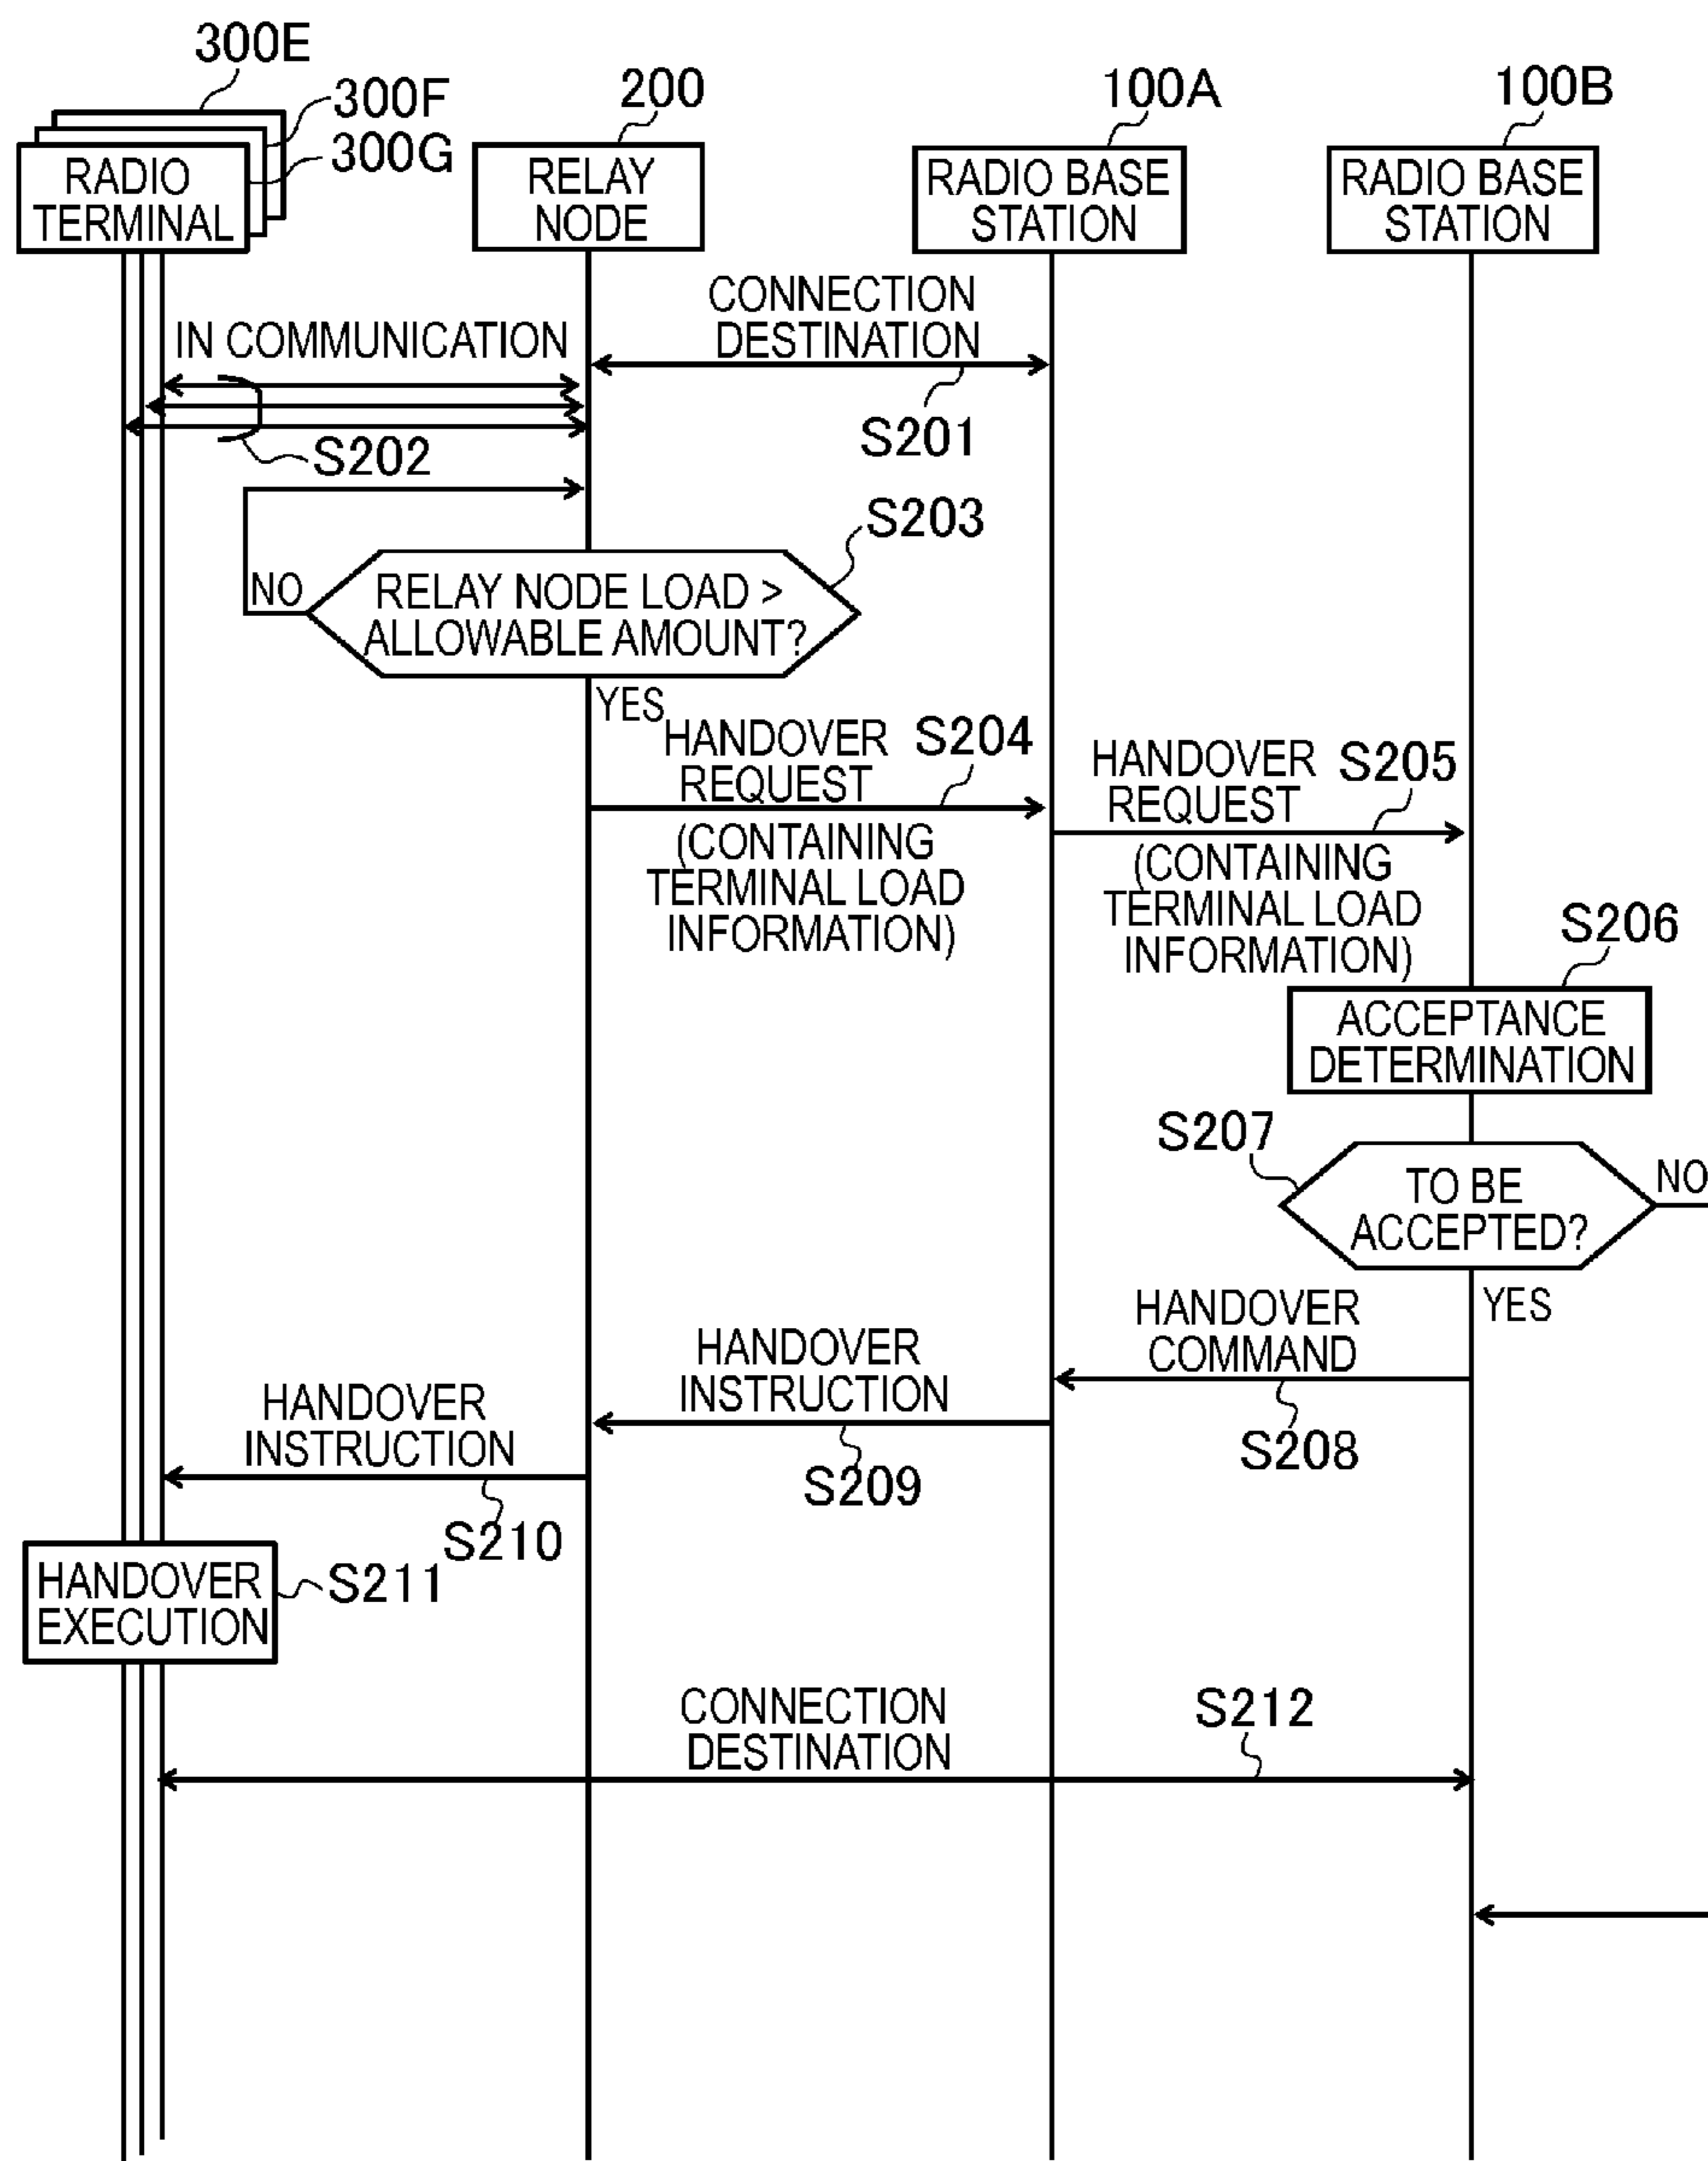 300E
300F
300G
200
100A
100B
RADIO
TERMINAL
RELAY
NODE
RADIO BASE
STATION
RADIO BASE
STATION
CONNECTION
DESTINATION
IN COMMUNICATION
S201
S202
S203
NO
RELAY NODE LOAD >
ALLOWABLE AMOUNT?
YES
HANDOVER
REQUEST
S204
(CONTAINING
TERMINAL LOAD
INFORMATION)
HANDOVER
REQUEST
S205
(CONTAINING
TERMINAL LOAD
INFORMATION)
S206
ACCEPTANCE
DETERMINATION
S207
TO BE
ACCEPTED?
NO
YES
HANDOVER
COMMAND
S208
HANDOVER
INSTRUCTION
S209
HANDOVER
INSTRUCTION
S210
HANDOVER
EXECUTION
S211
CONNECTION
DESTINATION
S212